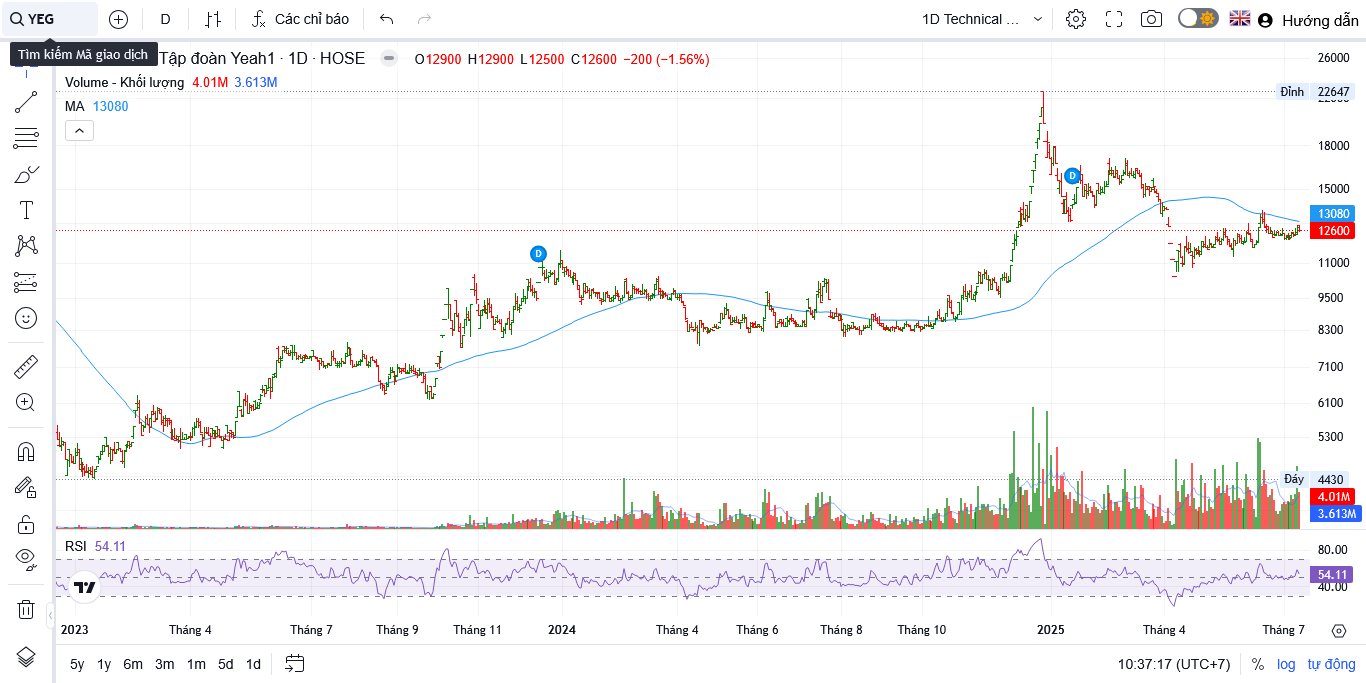 YEG
D
Các chỉ báo
1D Technical ...
Hướng dẫn
Tìm kiếm Mã giao dịch
Tập đoàn Yeah1 · 1D · HOSE
O12900 H12900 L12500 C12600 −200 (−1.56%)
Volume - Khối lượng 4.01M 3.613M
MA 13080
26000
Đỉnh 22647
18000
15000
13080
12600
11000
9500
8300
7100
6100
5300
Đáy 4430
4.01M
3.613M
D
D
RSI 54.11
80.00
54.11
40.00
2023 Tháng 4 Tháng 7 Tháng 9 Tháng 11 2024 Tháng 4 Tháng 6 Tháng 8 Tháng 10 2025 Tháng 4 Tháng 7
5y 1y 6m 3m 1m 5d 1d
10:37:17 (UTC+7) % log tự động